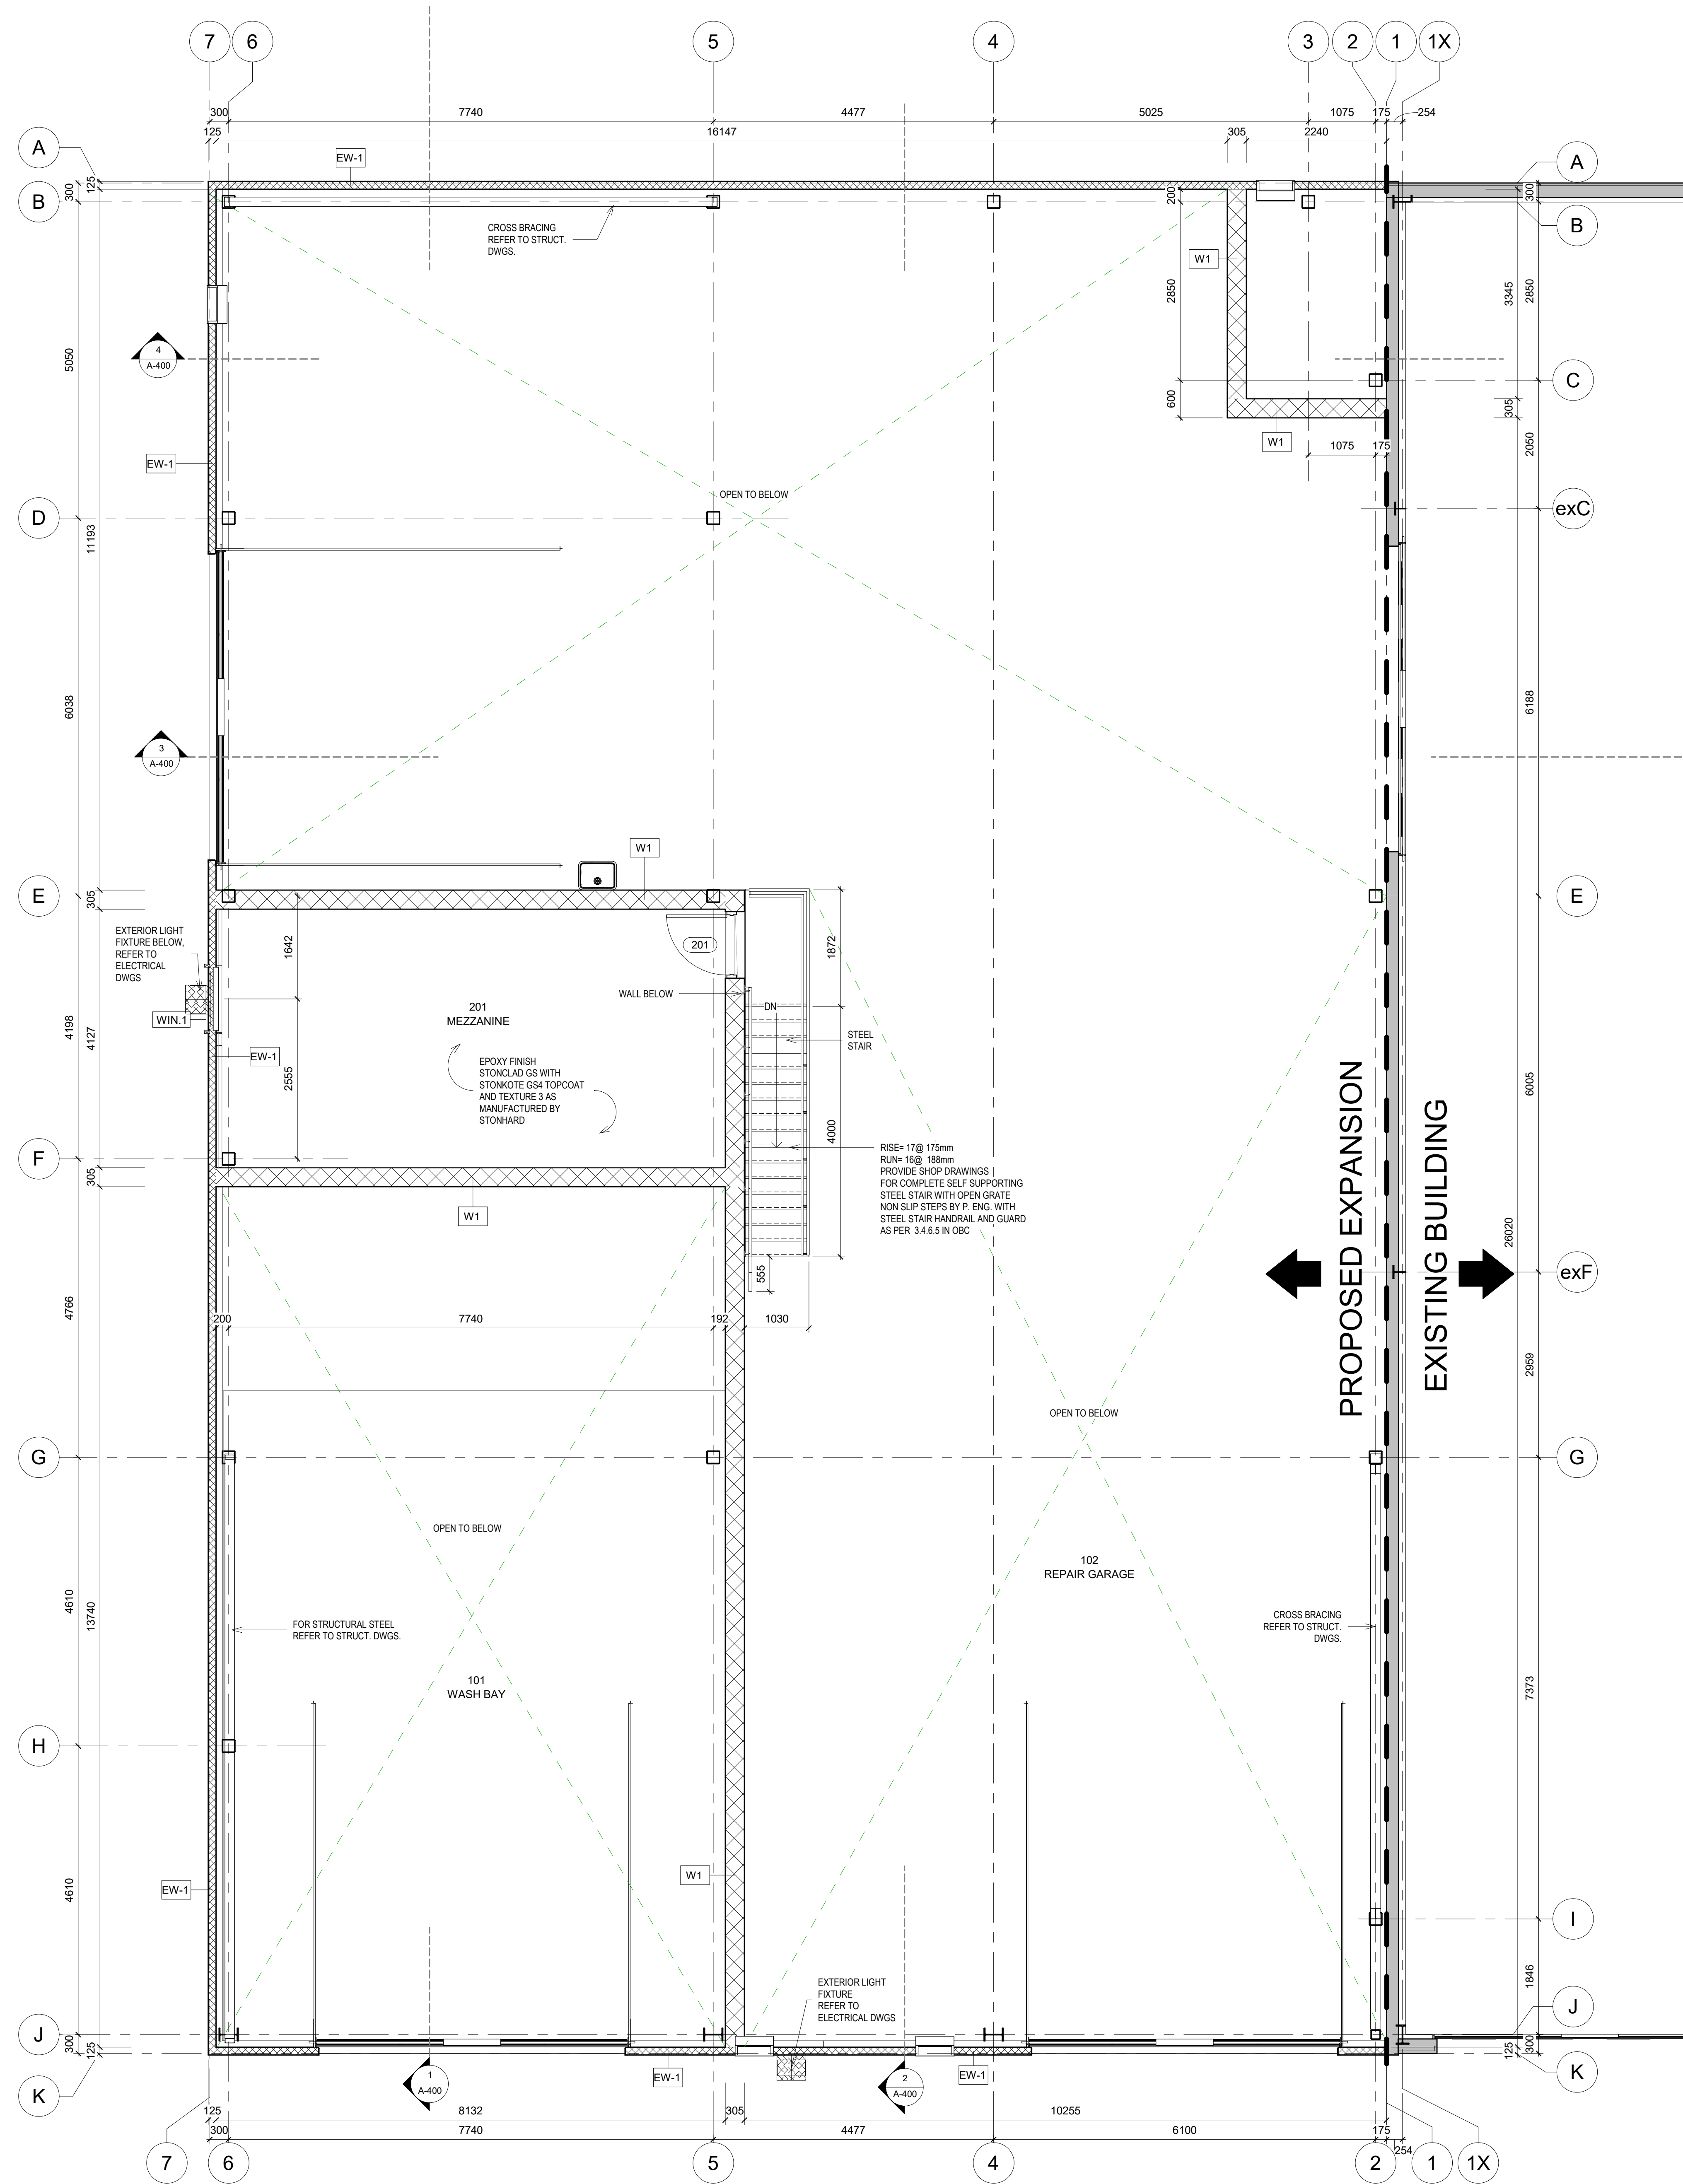 7 6 5 4 3 2 1 1X
300 7740 4477 5025 1075 175 254
125 16147 305 2240
A
EW-1
A
300 125
200
300
B
B
CROSS BRACING
REFER TO STRUCT.
DWGS.
W1
2850
3345
2850
4
A-400
5050
C
600
305
W1
2050
1075 175
EW-1
OPEN TO BELOW
D
11193
exC
6038
6188
3
A-400
W1
E
305
E
EXTERIOR LIGHT
FIXTURE BELOW,
REFER TO
ELECTRICAL
DWGS
1642
201
1872
WALL BELOW
DN
201
MEZZANINE
WIN.1
4198
4127
STEEL
STAIR
EW-1
2555
EPOXY FINISH
STONCLAD GS WITH
STONKOTE GS4 TOPCOAT
AND TEXTURE 3 AS
MANUFACTURED BY
STONHARD
6005
4000
PROPOSED EXPANSION
EXISTING BUILDING
F
305
RISE= 17@ 175mm
RUN= 16@ 188mm
PROVIDE SHOP DRAWINGS
FOR COMPLETE SELF SUPPORTING
STEEL STAIR WITH OPEN GRATE
NON SLIP STEPS BY P. ENG. WITH
STEEL STAIR HANDRAIL AND GUARD
AS PER 3.4.6.5 IN OBC
W1
26020
555
exF
4766
200 7740 192 1030
2959
OPEN TO BELOW
G
G
OPEN TO BELOW
102
REPAIR GARAGE
4610
13740
FOR STRUCTURAL STEEL
REFER TO STRUCT. DWGS.
CROSS BRACING
REFER TO STRUCT.
DWGS.
101
WASH BAY
7373
H
4610
W1
EW-1
I
EXTERIOR LIGHT
FIXTURE
REFER TO
ELECTRICAL DWGS
1846
J
J
300
125
300
125
1
A-400
EW-1
2
A-400
EW-1
K
K
125 8132 305 10255
300 7740 4477 6100 175 254
7 6 5 4 2 1 1X